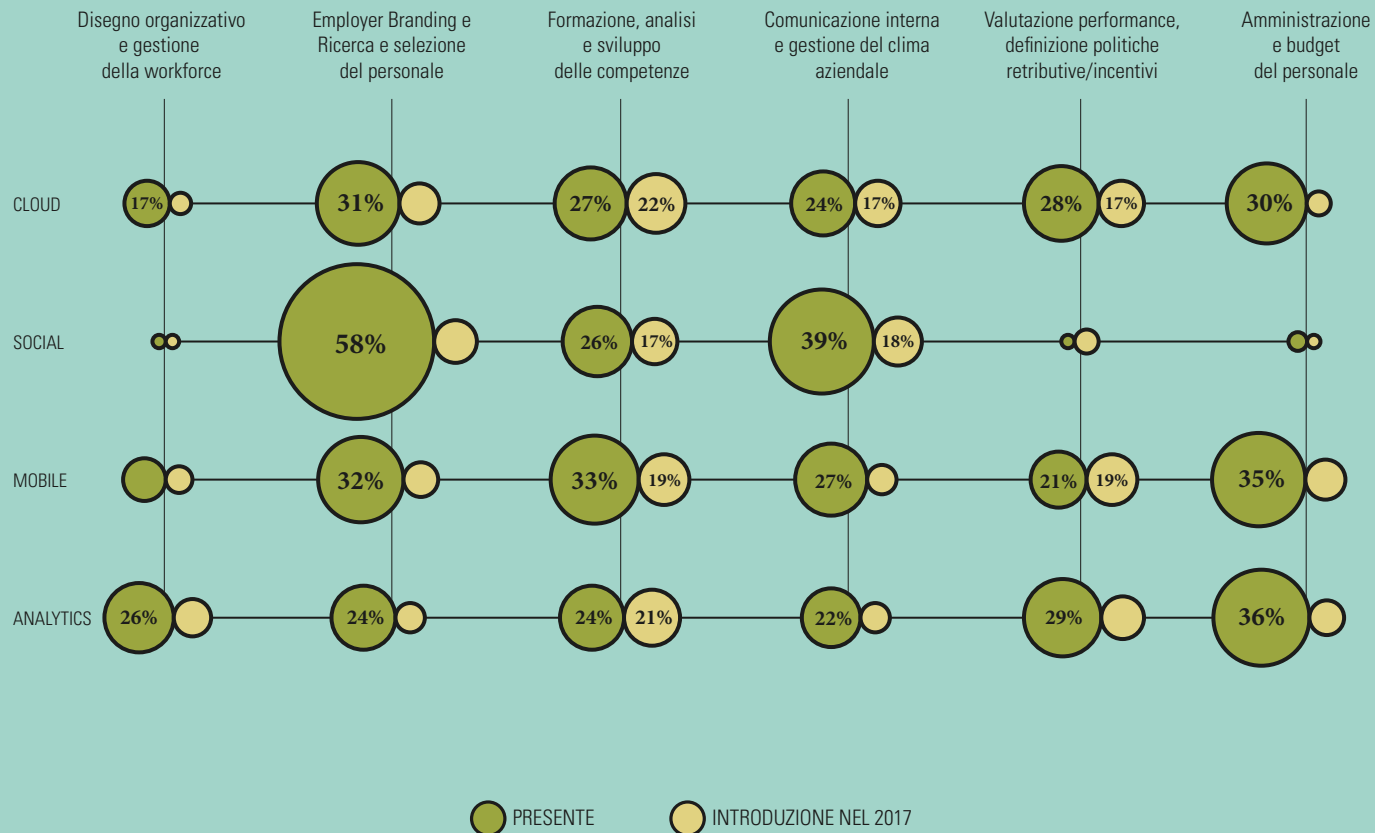 Disegno organizzativo
e gestione
della workforce
Employer Branding e
Ricerca e selezione
del personale
Formazione, analisi
e sviluppo
delle competenze
Comunicazione interna
e gestione del clima
aziendale
Valutazione performance,
definizione politiche
retributive/incentivi
Amministrazione
e budget
del personale
CLOUD 17% 31% 27% 22% 24% 17% 28% 17% 30%
SOCIAL 58% 26% 17% 39% 18%
MOBILE 32% 33% 19% 27% 21% 19% 35%
ANALYTICS 26% 24% 24% 21% 22% 29% 36%
PRESENTE
INTRODUZIONE NEL 2017